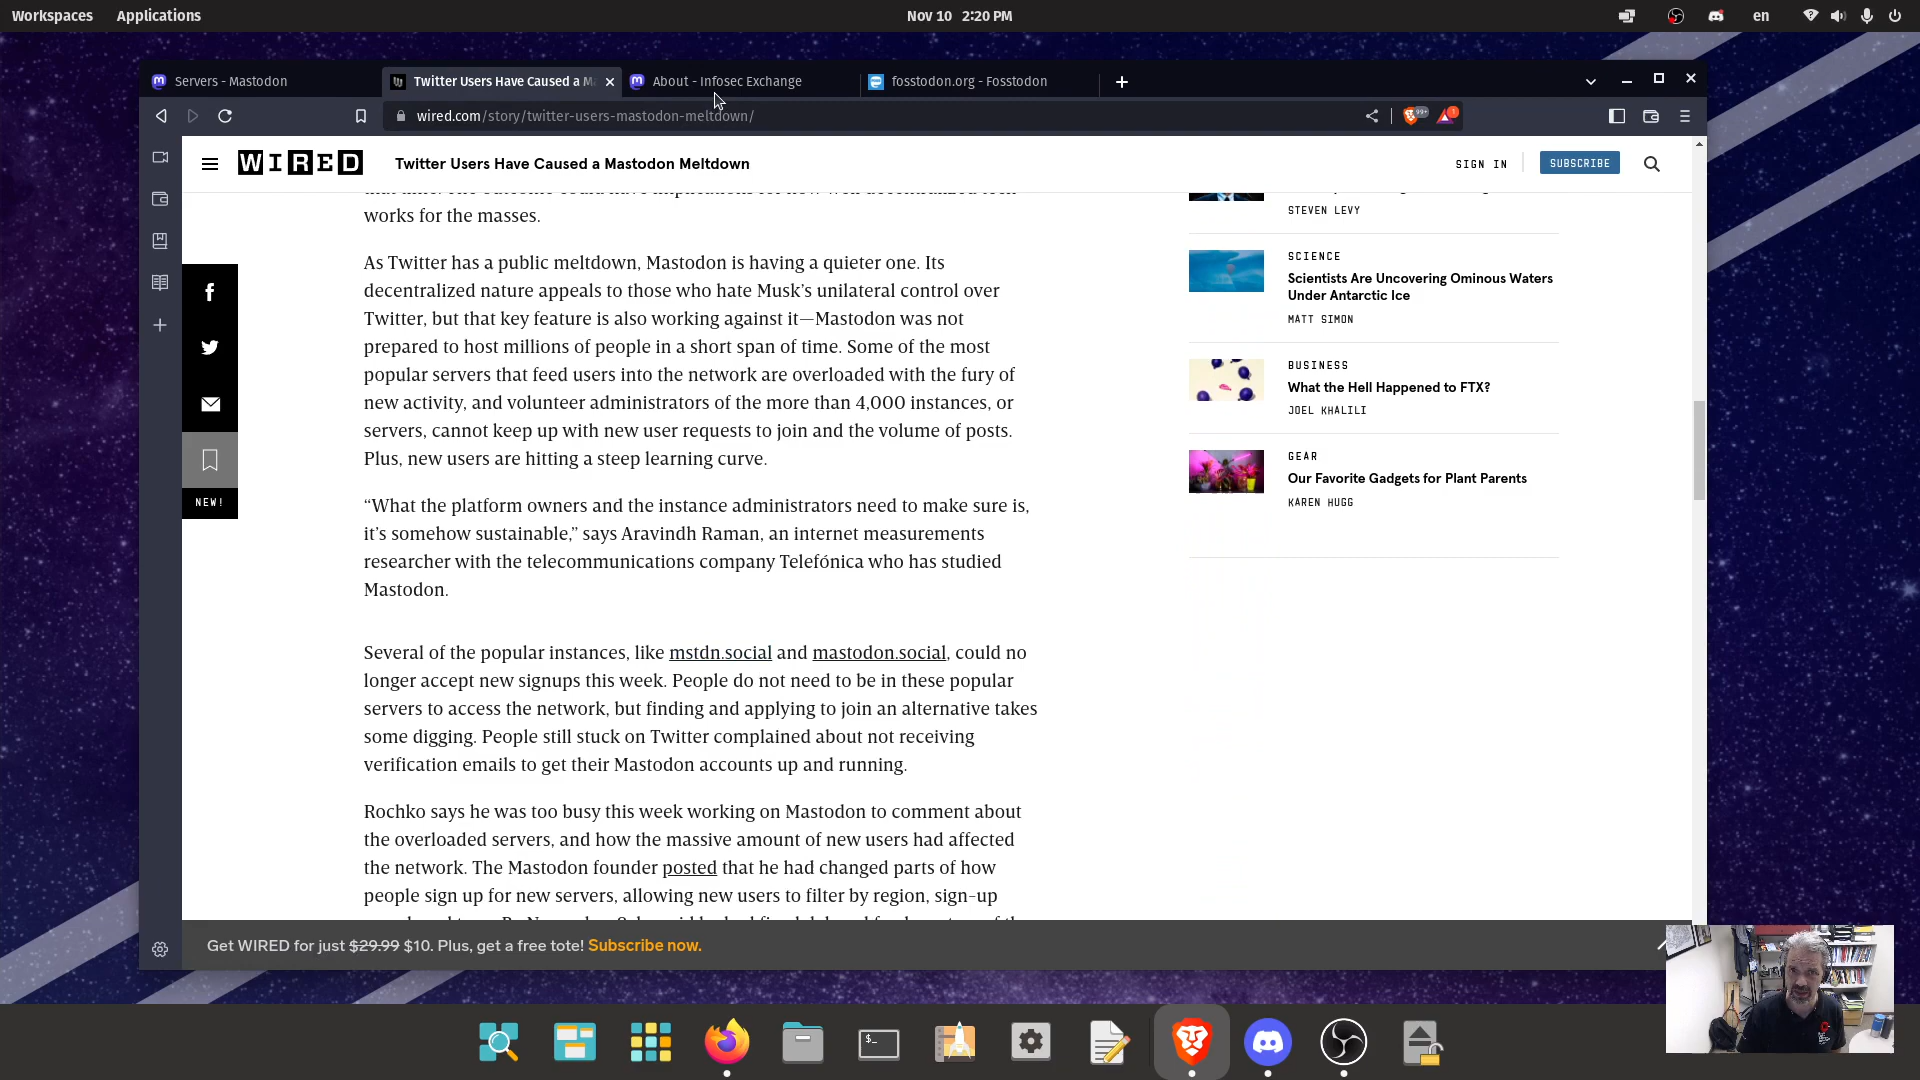 Workspaces Applications Nov 10 2:20 PM en
Servers - Mastodon Twitter Users Have Caused a M About - Infosec Exchange fosstodon.org - Fosstodon
wired.com/story/twitter-users-mastodon-meltdown/ 99+ 1
WIRED Twitter Users Have Caused a Mastodon Meltdown SIGN IN SUBSCRIBE
works for the masses.
As Twitter has a public meltdown, Mastodon is having a quieter one. Its
decentralized nature appeals to those who hate Musk's unilateral control over
Twitter, but that key feature is also working against it—Mastodon was not
prepared to host millions of people in a short span of time. Some of the most
popular servers that feed users into the network are overloaded with the fury of
new activity, and volunteer administrators of the more than 4,000 instances, or
servers, cannot keep up with new user requests to join and the volume of posts.
Plus, new users are hitting a steep learning curve.
“What the platform owners and the instance administrators need to make sure is,
it's somehow sustainable,” says Aravindh Raman, an internet measurements
researcher with the telecommunications company Telefónica who has studied
Mastodon.
Several of the popular instances, like mstdn.social and mastodon.social, could no
longer accept new signups this week. People do not need to be in these popular
servers to access the network, but finding and applying to join an alternative takes
some digging. People still stuck on Twitter complained about not receiving
verification emails to get their Mastodon accounts up and running.
Rochko says he was too busy this week working on Mastodon to comment about
the overloaded servers, and how the massive amount of new users had affected
the network. The Mastodon founder posted that he had changed parts of how
people sign up for new servers, allowing new users to filter by region, sign-up
NEW!
STEVEN LEVY
SCIENCE
Scientists Are Uncovering Ominous Waters
Under Antarctic Ice
MATT SIMON
BUSINESS
What the Hell Happened to FTX?
JOEL KHALILI
GEAR
Our Favorite Gadgets for Plant Parents
KAREN HUGG
Get WIRED for just $29.99 $10. Plus, get a free tote! Subscribe now.
$_